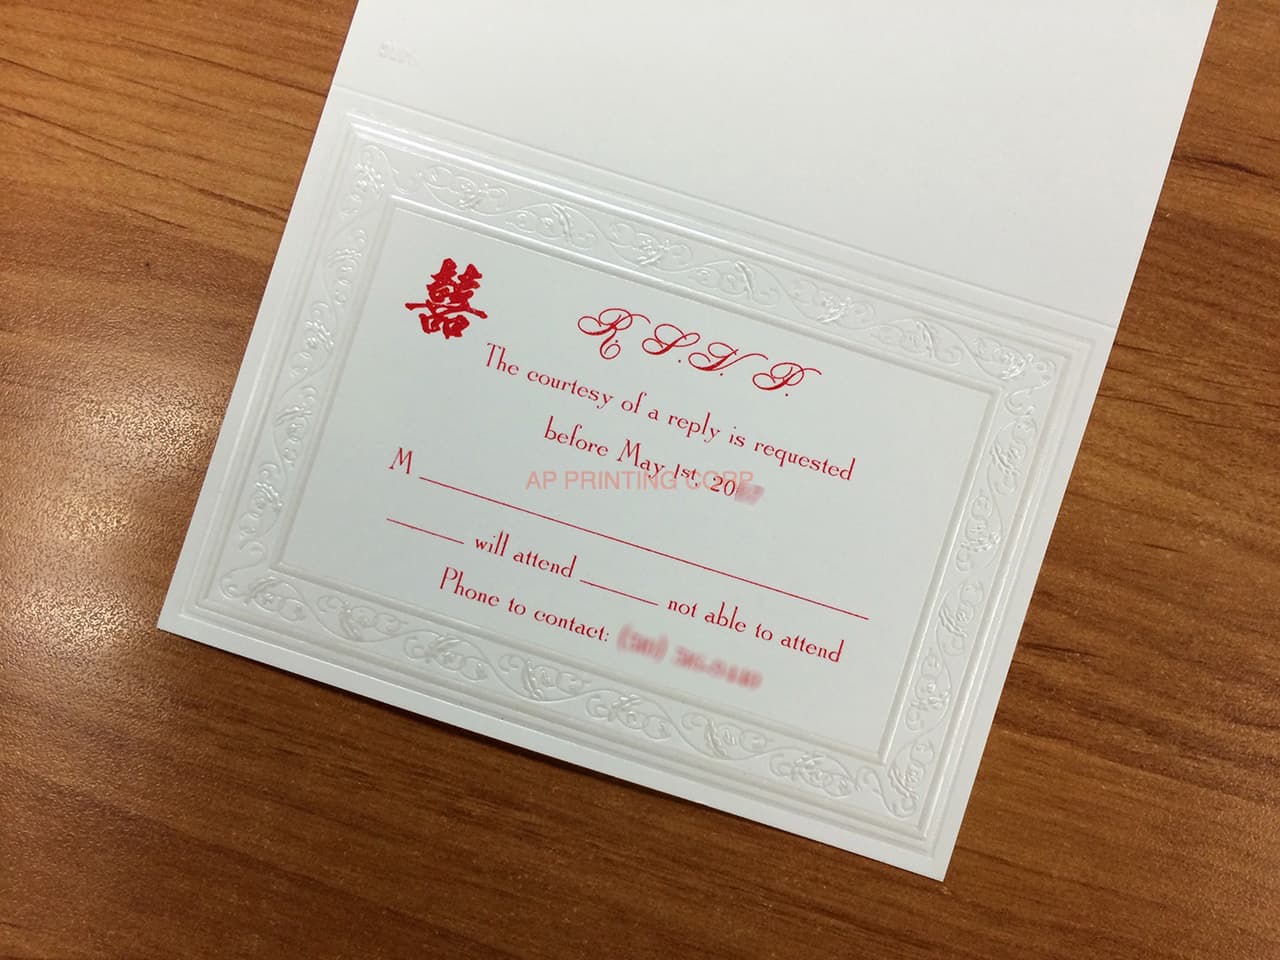 囍
R.S.V.P.
The courtesy of a reply is requested
before May 1st, 20
M
will attend not able to attend
Phone to contact:
AP PRINTING CORP